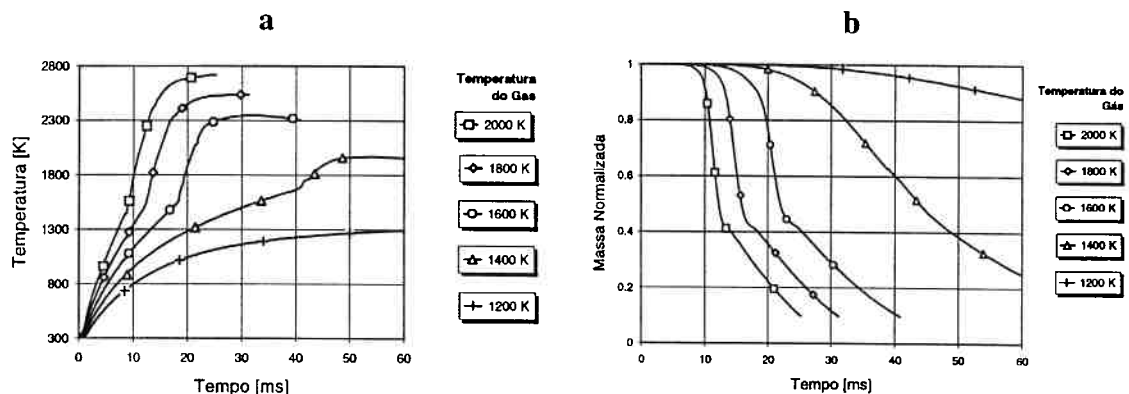 a
2800
2300
1800
1300
800
300
0
10
20
30
40
50
60
Temperatura [K]
Tempo [ms]
Temperatura
do Gas
2000 K
1800 K
1600 K
1400 K
1200 K
b
1
0.8
0.6
0.4
0.2
0
0
10
20
30
40
50
60
Massa Normalizada
Tempo [ms]
Temperatura do
Gás
2000 K
1800 K
1600 K
1400 K
1200 K